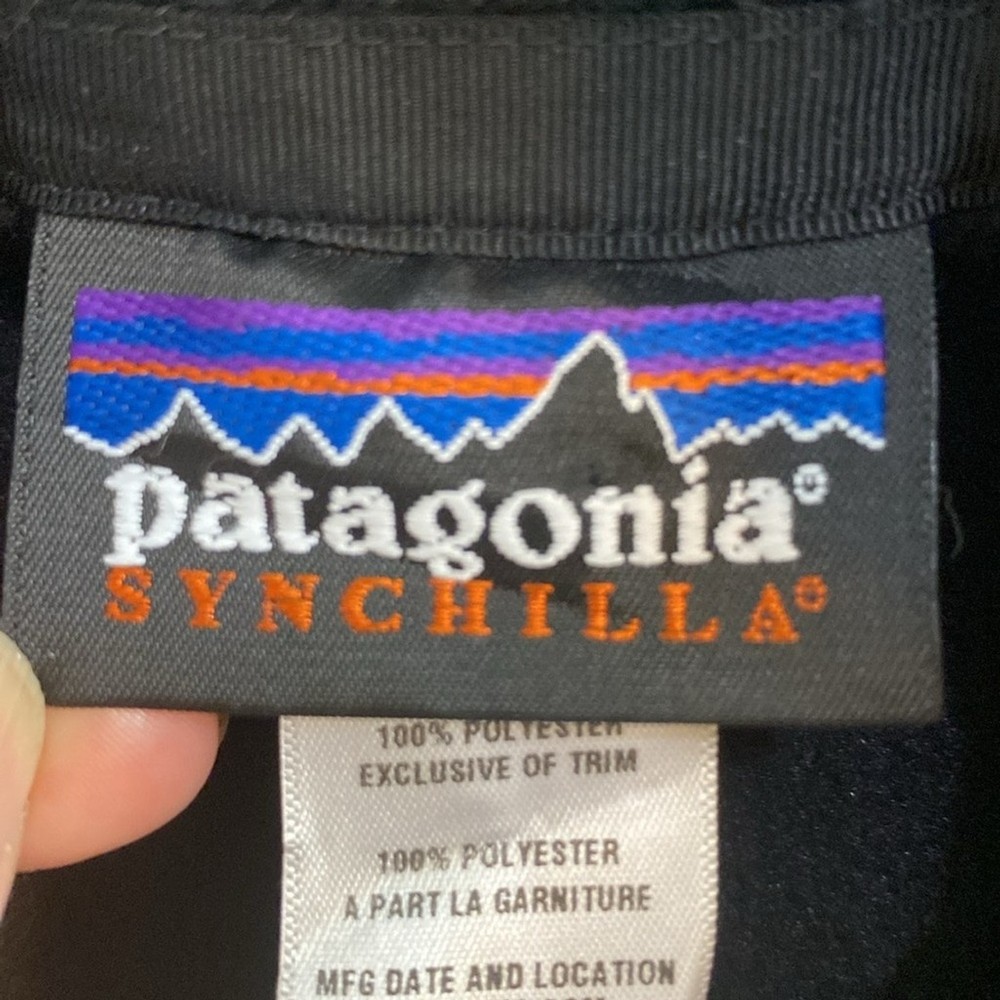 patagonia®
SYNCHILLA®
100% POLYESTER
EXCLUSIVE OF TRIM
100% POLYESTER
A PART LA GARNITURE
MFG DATE AND LOCATION